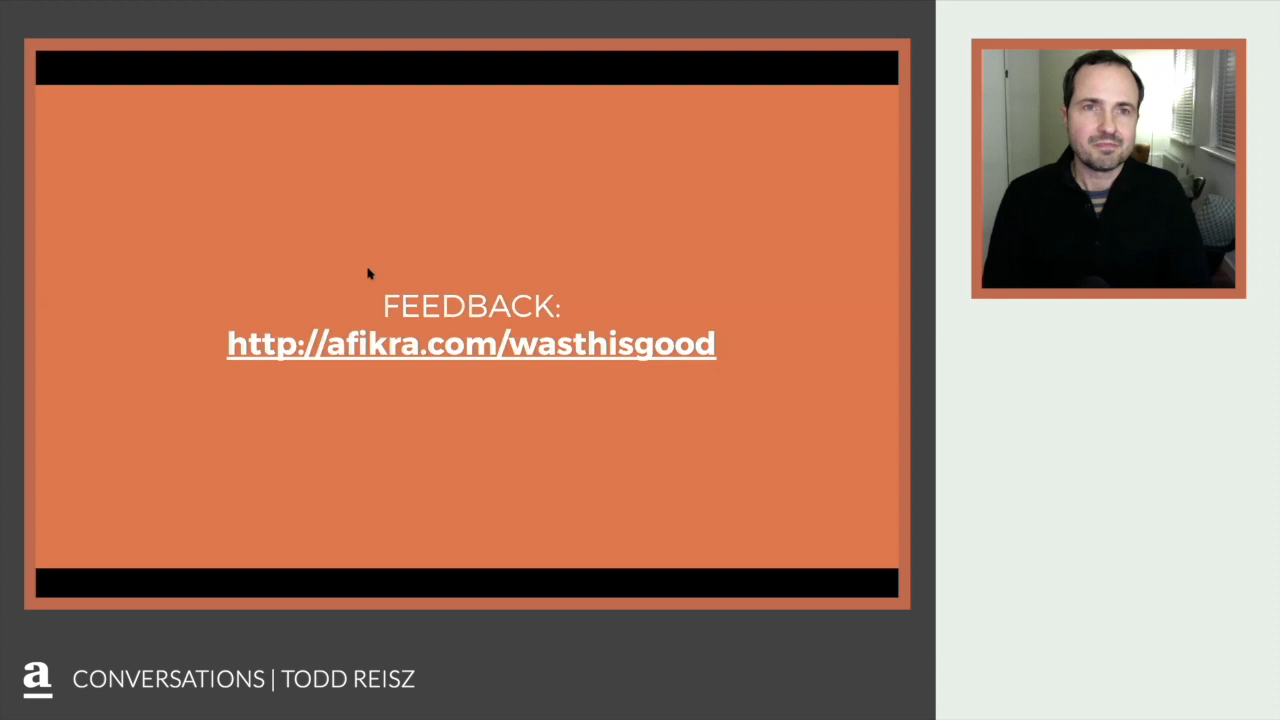 FEEDBACK:
http://afikra.com/wasthisgood
a CONVERSATIONS | TODD REISZ